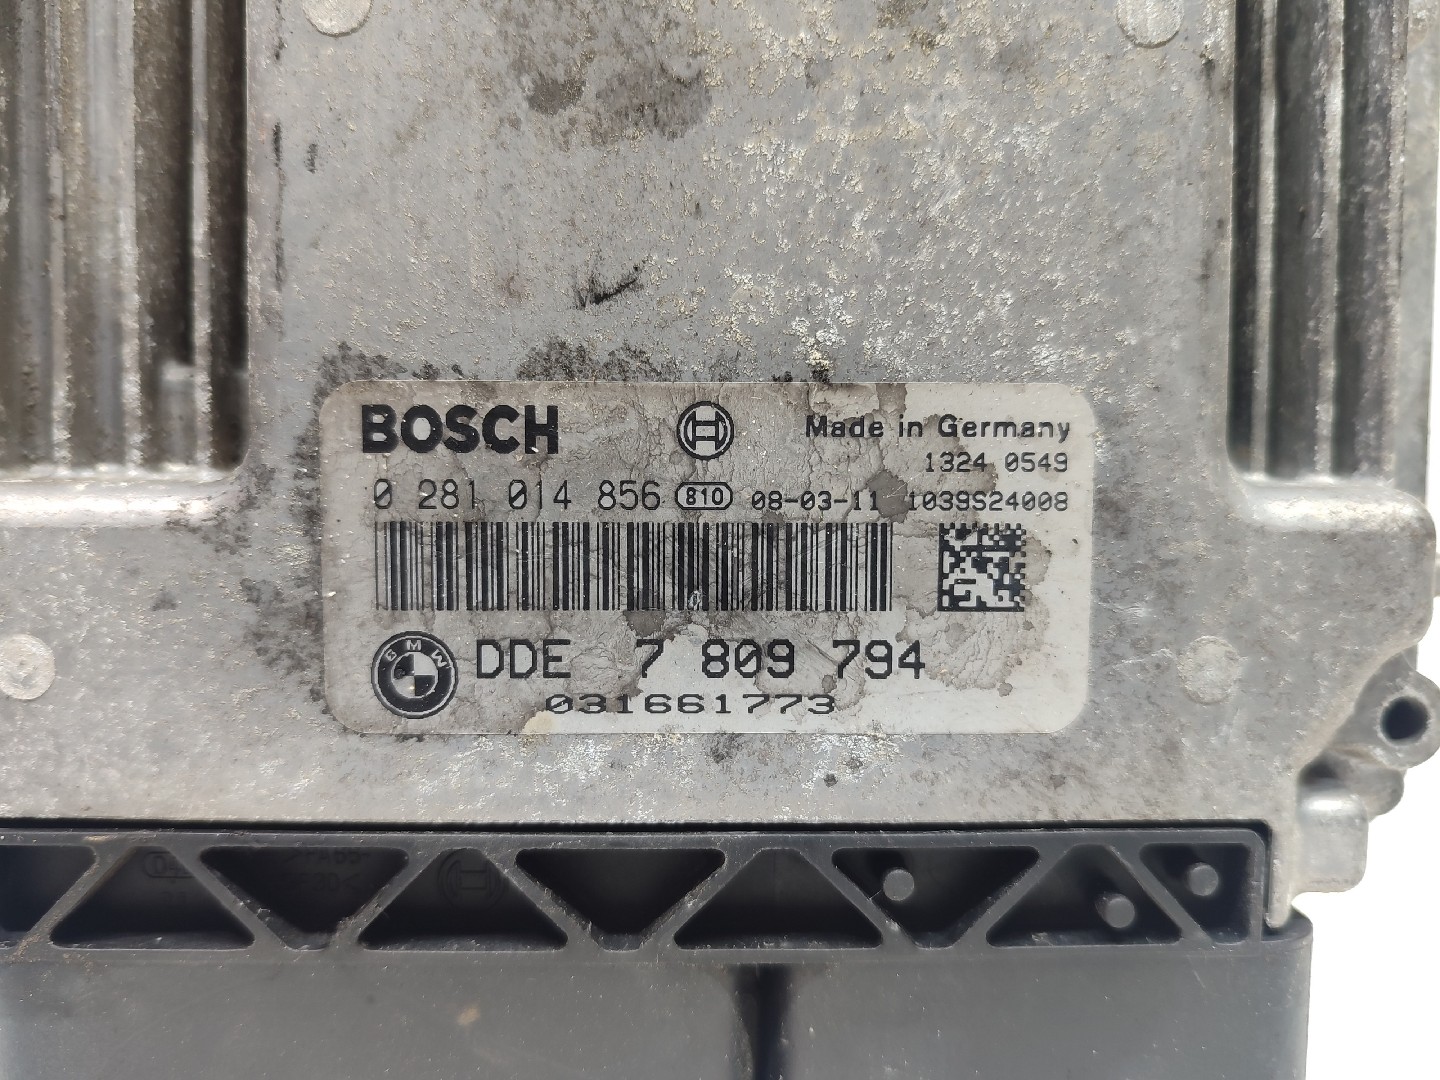 BOSCH
Made in Germany
1324 0549
0 281 014 856 810 08-03-11 1039S24008
BMW
DDE 7 809 794
031661773